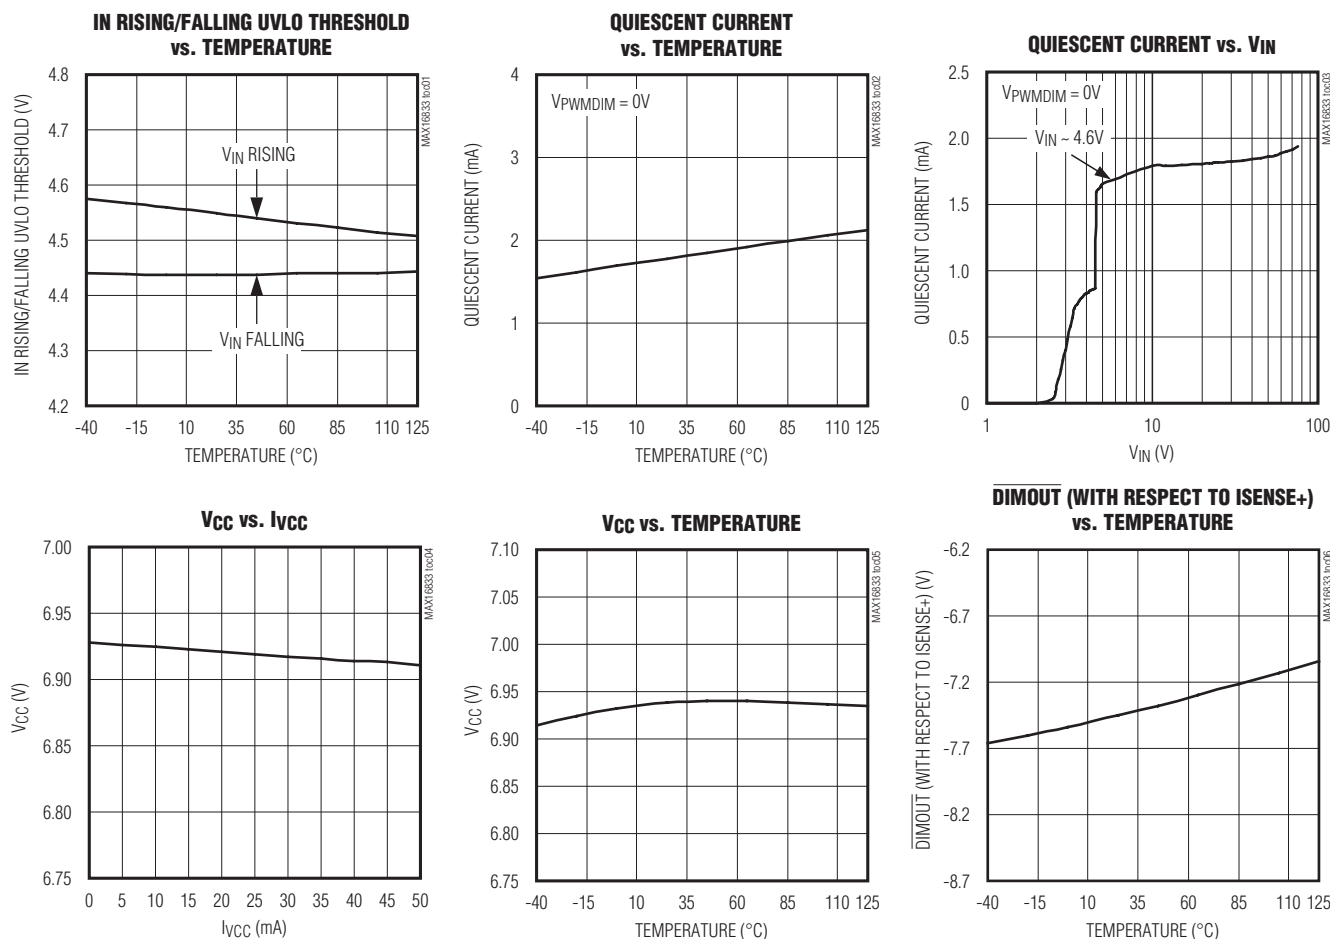 IN RISING/FALLING UVLO THRESHOLD
vs. TEMPERATURE
IN RISING/FALLING UVLO THRESHOLD (V)
4.8
4.7
4.6
4.5
4.4
4.3
4.2
VIN RISING
VIN FALLING
MAX16833 toc01
-40 -15 10 35 60 85 110 125
TEMPERATURE (°C)
QUIESCENT CURRENT
vs. TEMPERATURE
QUIESCENT CURRENT (mA)
4
3
2
1
0
VPWMDIM = 0V
MAX16833 toc02
-40 -15 10 35 60 85 110 125
TEMPERATURE (°C)
QUIESCENT CURRENT vs. VIN
QUIESCENT CURRENT (mA)
2.5
2.0
1.5
1.0
0.5
0
VPWMDIM = 0V
VIN ~ 4.6V
MAX16833 toc03
1 10 100
VIN (V)
VCC vs. IVCC
VCC (V)
7.00
6.95
6.90
6.85
6.80
6.75
MAX16833 toc04
0 5 10 15 20 25 30 35 40 45 50
IVCC (mA)
VCC vs. TEMPERATURE
VCC (V)
7.10
7.05
7.00
6.95
6.90
6.85
6.80
6.75
MAX16833 toc05
-40 -15 10 35 60 85 110 125
TEMPERATURE (°C)
DIMOUT (WITH RESPECT TO ISENSE+)
vs. TEMPERATURE
DIMOUT (WITH RESPECT TO ISENSE+) (V)
-6.2
-6.7
-7.2
-7.7
-8.2
-8.7
MAX16833 toc06
-40 -15 10 35 60 85 110 125
TEMPERATURE (°C)